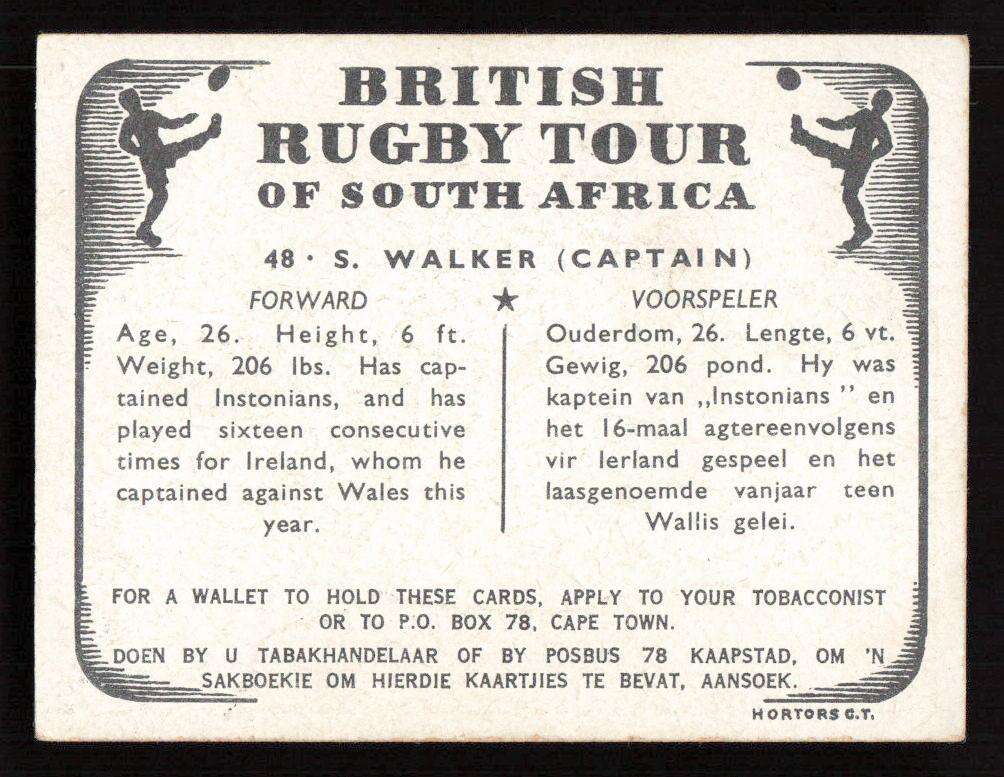 BRITISH
RUGBY TOUR
OF SOUTH AFRICA
48 · S. WALKER (CAPTAIN)
FORWARD
Age, 26. Height, 6 ft.
Weight, 206 lbs. Has cap-
tained Instonians, and has
played sixteen consecutive
times for Ireland, whom he
captained against Wales this
year.
VOORSPELER
Ouderdom, 26. Lengte, 6 vt.
Gewig, 206 pond. Hy was
kaptein van ,,Instonians '' en
het 16-maal agtereenvolgens
vir Ierland gespeel en het
laasgenoemde vanjaar teen
Wallis gelei.
FOR A WALLET TO HOLD THESE CARDS, APPLY TO YOUR TOBACCONIST
OR TO P.O. BOX 78, CAPE TOWN.
DOEN BY U TABAKHANDELAAR OF BY POSBUS 78 KAAPSTAD, OM 'N
SAKBOEKIE OM HIERDIE KAARTJIES TE BEVAT, AANSOEK.
HORTORS C.T.